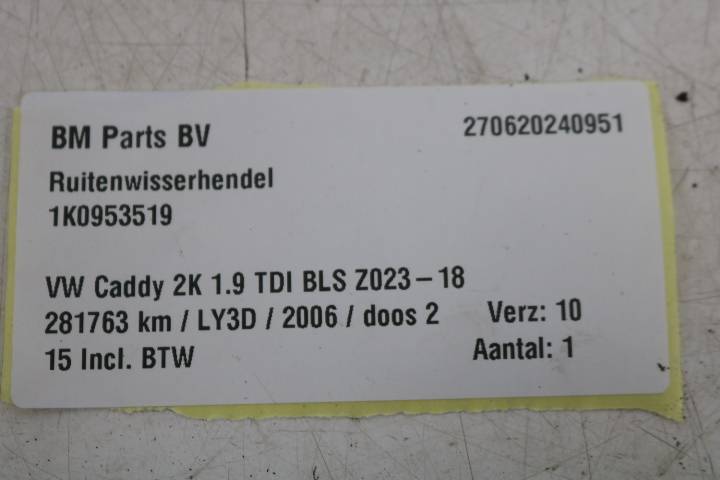 BM Parts BV 270620240951
Ruitenwisserhendel
1K0953519
VW Caddy 2K 1.9 TDI BLS Z023-18
281763 km / LY3D / 2006 / doos 2 Verz: 10
15 Incl. BTW Aantal: 1